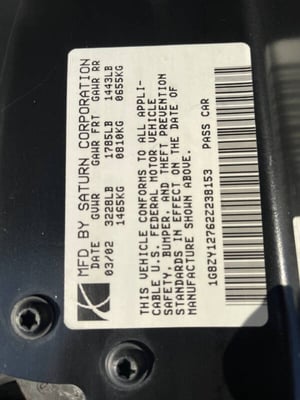 MFD BY SATURN CORPORATION
DATE GVWR GAWR FRT GAWR RR
03/02 3228LB 1785LB 1443LB
1465KG 0810KG 0655KG
THIS VEHICLE CONFORMS TO ALL APPLI-
CABLE U.S. FEDERAL MOTOR VEHICLE
SAFETY, BUMPER, AND THEFT PREVENTION
STANDARDS IN EFFECT ON THE DATE OF
MANUFACTURE SHOWN ABOVE.
1G8ZY12762Z238153 PASS CAR